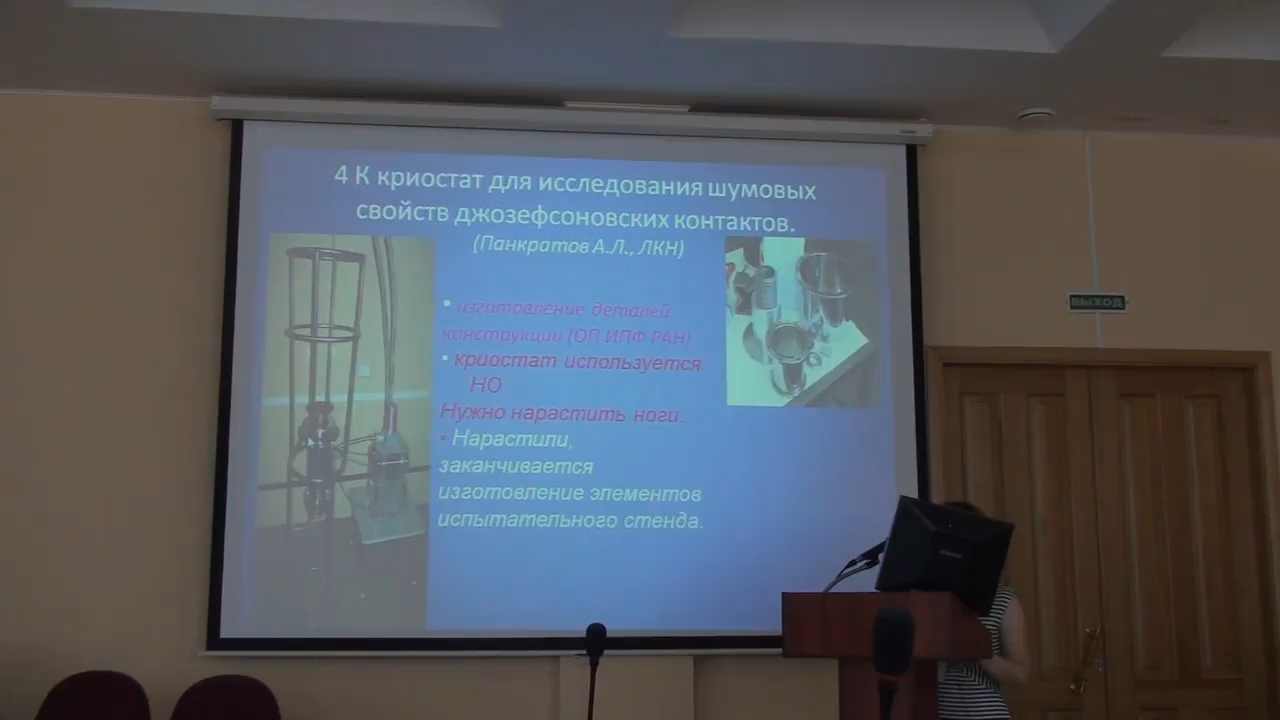 4 К криостат для исследования шумовых
свойств джозефсоновских контактов.
(Панкратов А.Л., ЛКН)
• изготовление деталей
конструкции (ОП ИПФ РАН)
• криостат используется
НО
Нужно нарастить ноги.
• Нарастили,
заканчивается
изготовление элементов
испытательного стенда.
ВЫХОД